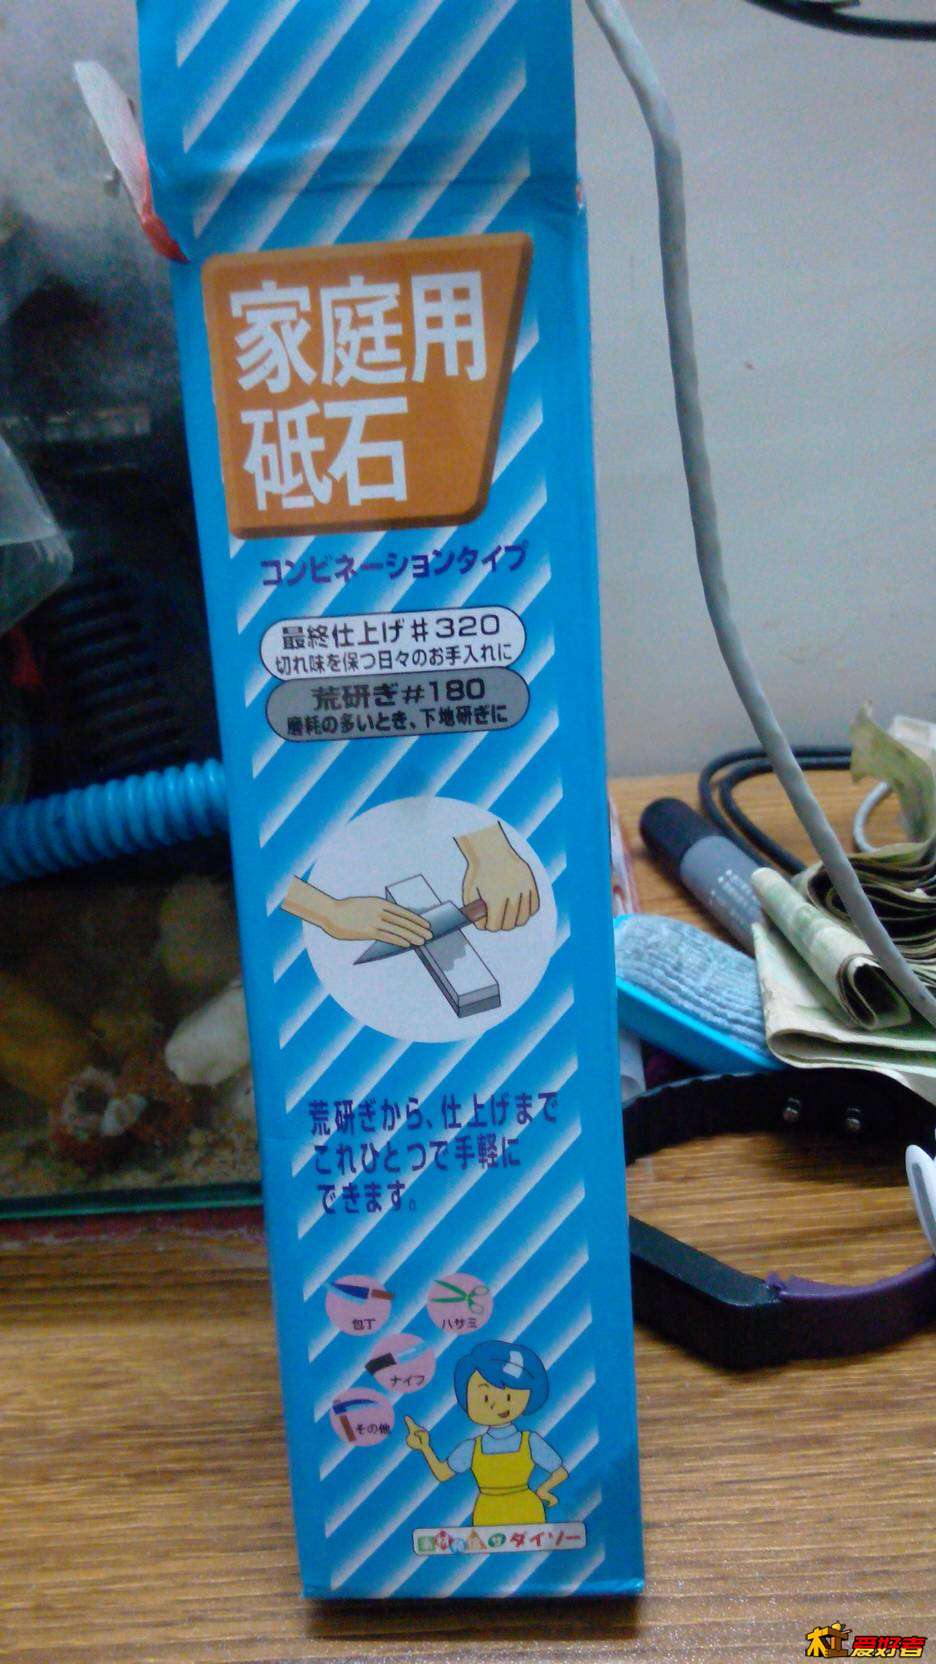 家庭用
砥石
コンビネーションタイプ
最終仕上げ#320
切れ味を保つ日々のお手入れに
荒研ぎ#180
磨耗の多いとき、下地研ぎに
荒研ぎから、仕上げまで
これひとつで手軽に
できます。
包丁
ハサミ
ナイフ
その他
ダイソー
爱好者